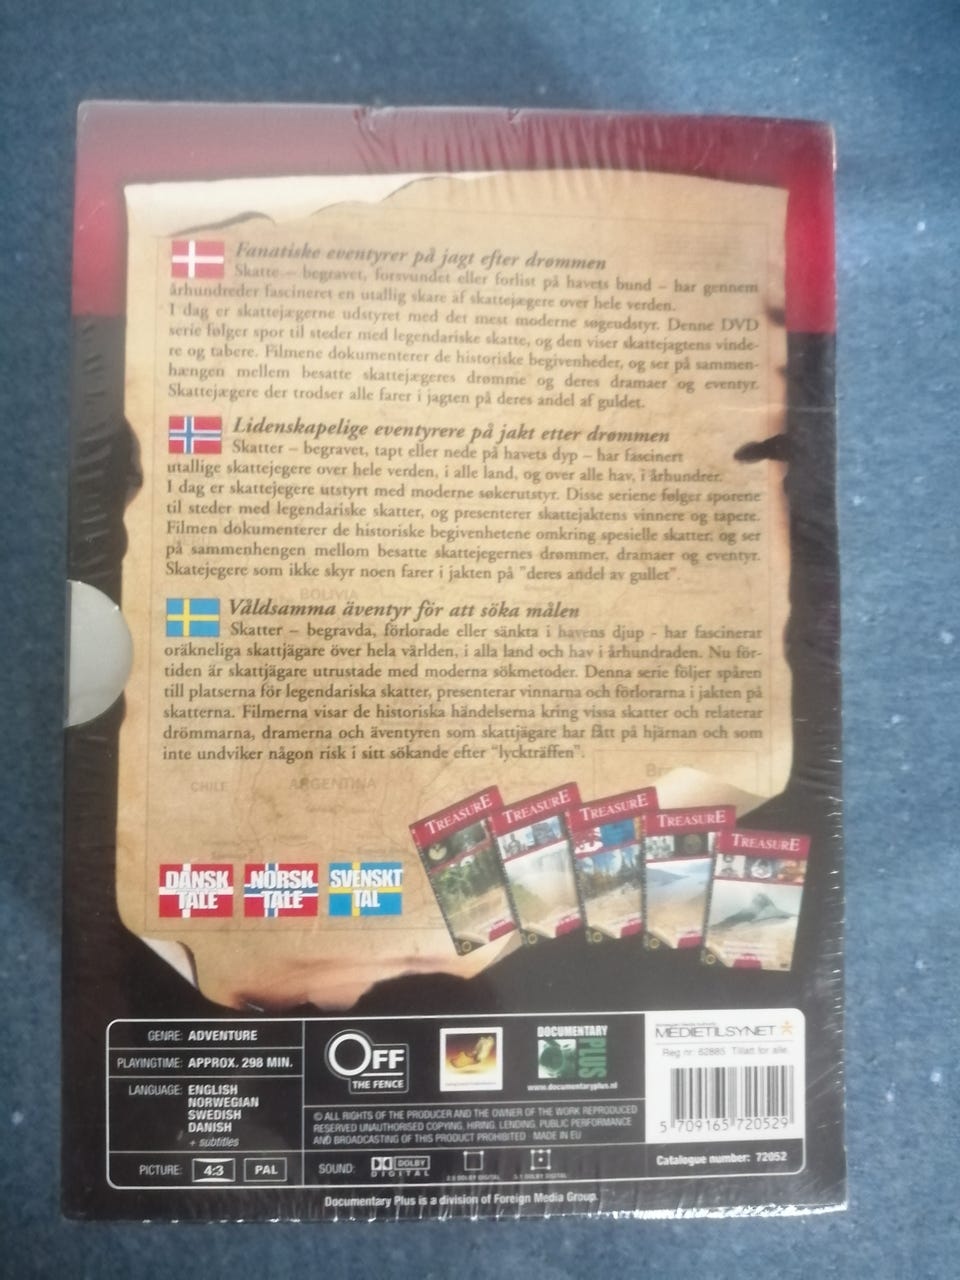 Fanatiske eventyrer på jagt efter drømmen
Skatte – begravet, forsvundet eller forlist på havets bund – har gennem
århundreder fascineret en utallig skare af skattejægere over hele verden.
I dag er skattejægerne udstyret med det mest moderne søgeudstyr. Denne DVD
serie følger spor til steder med legendariske skatte, og den viser skattejagtens vinde-
re og tabere. Filmene dokumenterer de historiske begivenheder, og ser på sammen-
hængen mellem besatte skattejægeres drømme og deres dramaer og eventyr.
Skattejægere der trodser alle farer i jagten på deres andel af guldet.
Lidenskapelige eventyrere på jakt etter drømmen
Skatter – begravet, tapt eller nede på havets dyp – har fascinert
utallige skattejegere over hele verden, i alle land, og over alle hav, i århundrer.
I dag er skattejegere utstyrt med moderne søkerutstyr. Disse seriene følger sporene
til steder med legendariske skatter, og presenterer skattejaktens vinnere og tapere.
Filmen dokumenterer de historiske begivenhetene omkring spesielle skatter, og ser
på sammenhengen mellom besatte skattejegernes drømmer, dramaer og eventyr.
Skatejegere som ikke skyr noen farer i jakten på "deres andel av gullet".
BOLIVIA
Våldsamma äventyr för att söka målen
Skatter – begravda, förlorade eller sänkta i havens djup - har fascinerat
oräkneliga skattjägare över hela världen, i alla land och hav i århundraden. Nu för-
tiden är skattjägare utrustade med moderna sökmetoder. Denna serie följer spåren
till platserna för legendariska skatter, presenterar vinnarna och förlorarna i jakten på
skatterna. Filmerna visar de historiska händelserna kring vissa skatter och relaterar
drömmarna, dramerna och äventyren som skattjägare har fått på hjärnan och som
inte undviker någon risk i sitt sökande efter "lyckträffen".
CHILE
ARGENTINA
TREASURE
TREASURE
TREASURE
TREASURE
TREASURE
DANSK TALE
NORSK TALE
SVENSKT TAL
GENRE: ADVENTURE
PLAYINGTIME: APPROX. 298 MIN.
LANGUAGE: ENGLISH
NORWEGIAN
SWEDISH
DANISH
+ subtitles
PICTURE: 4:3 PAL
OFF
THE FENCE
DOCUMENTARY
PLUS
www.documentaryplus.nl
© ALL RIGHTS OF THE PRODUCER AND THE OWNER OF THE WORK REPRODUCED
RESERVED UNAUTHORISED COPYING, HIRING, LENDING, PUBLIC PERFORMANCE
AND BROADCASTING OF THIS PRODUCT PROHIBITED MADE IN EU
SOUND: DOLBY
DIGITAL
2.0 DOLBY DIGITAL
5.1 DOLBY DIGITAL
MEDIETILSYNET
Reg nr: 62885 Tillatt for alle
5 709165 720529
Catalogue number: 72052
Documentary Plus is a division of Foreign Media Group.